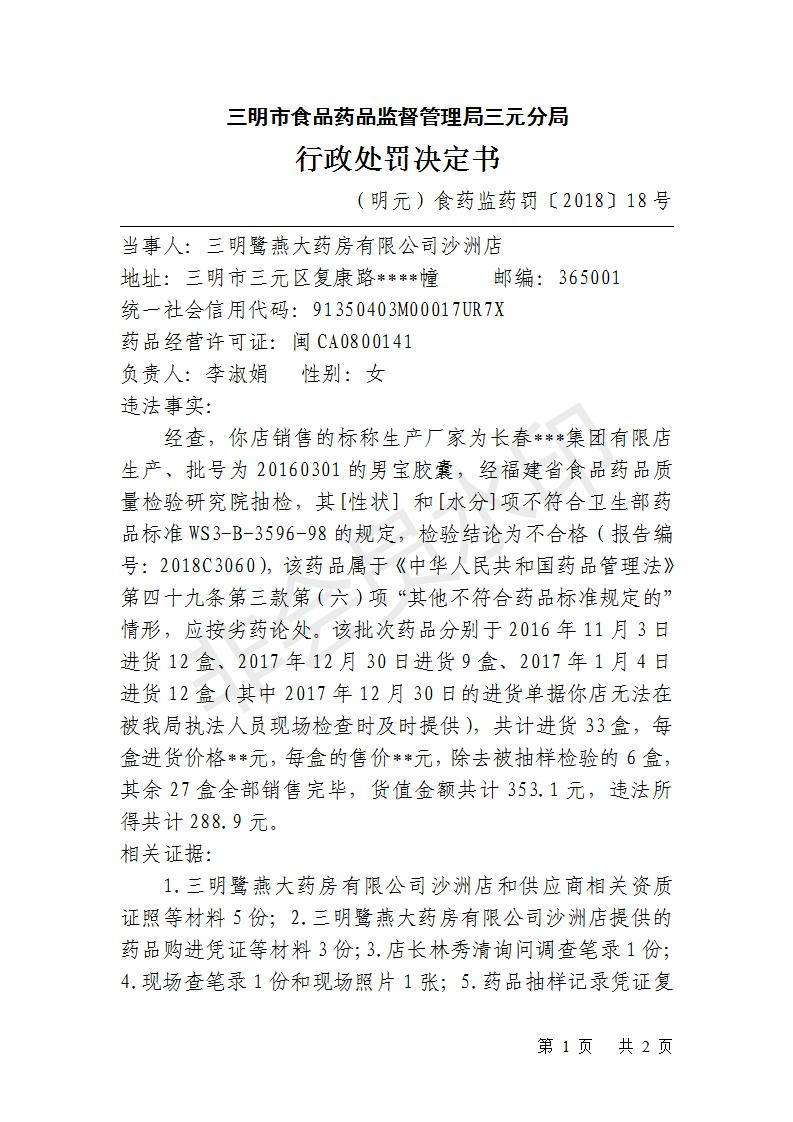 三明市食品药品监督管理局三元分局
行政处罚决定书
（明元）食药监药罚〔2018〕18号
当事人：三明鹭燕大药房有限公司沙洲店
地址：三明市三元区复康路****幢 邮编：365001
统一社会信用代码：91350403M00017UR7X
药品经营许可证：闽CA0800141
负责人：李淑娟 性别：女
违法事实：
经查，你店销售的标称生产厂家为长春***集团有限店
生产、批号为20160301的男宝胶囊，经福建省食品药品质
量检验研究院抽检，其[性状] 和[水分]项不符合卫生部药
品标准WS3-B-3596-98的规定，检验结论为不合格（报告编
号：2018C3060），该药品属于《中华人民共和国药品管理法》
第四十九条第三款第（六）项“其他不符合药品标准规定的”
情形，应按劣药论处。该批次药品分别于2016年11月3日
进货12盒、2017年12月30日进货9盒、2017年1月4日
进货12盒（其中2017年12月30日的进货单据你店无法在
被我局执法人员现场检查时及时提供），共计进货33盒，每
盒进货价格**元，每盒的售价**元，除去被抽样检验的6盒，
其余27盒全部销售完毕，货值金额共计353.1元，违法所
得共计288.9元。
相关证据：
1.三明鹭燕大药房有限公司沙洲店和供应商相关资质
证照等材料5份；2.三明鹭燕大药房有限公司沙洲店提供的
药品购进凭证等材料3份；3.店长林秀清询问调查笔录1份；
4.现场查笔录1份和现场照片1张；5.药品抽样记录凭证复
第1页 共2页
非会员水印